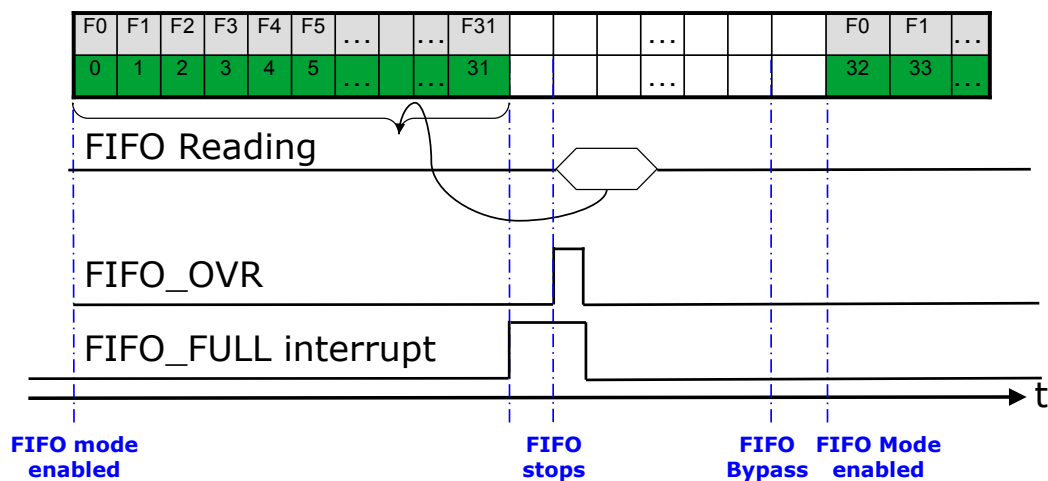 F0 F1 F2 F3 F4 F5 ... ... F31 ... F0 F1 ...
0 1 2 3 4 5 ... ... 31 ... 32 33 ...
FIFO Reading
FIFO_OVR
FIFO_FULL interrupt
t
FIFO mode enabled
FIFO stops
FIFO Bypass
FIFO Mode enabled